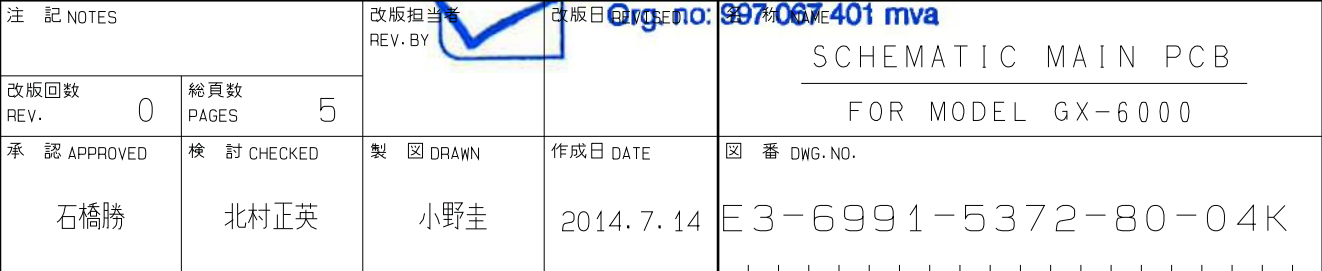 注 記 NOTES
改版担当者 REV. BY
改版日 REVISED.
Org. no: 997 067 401 mva
名 称 NAME
SCHEMATIC MAIN PCB
FOR MODEL GX-6000
改版回数 REV. 0
総頁数 PAGES 5
承 認 APPROVED
検 討 CHECKED
製 図 DRAWN
作成日 DATE
図 番 DWG. NO.
石橋勝
北村正英
小野圭
2014. 7. 14
E3-6991-5372-80-04K